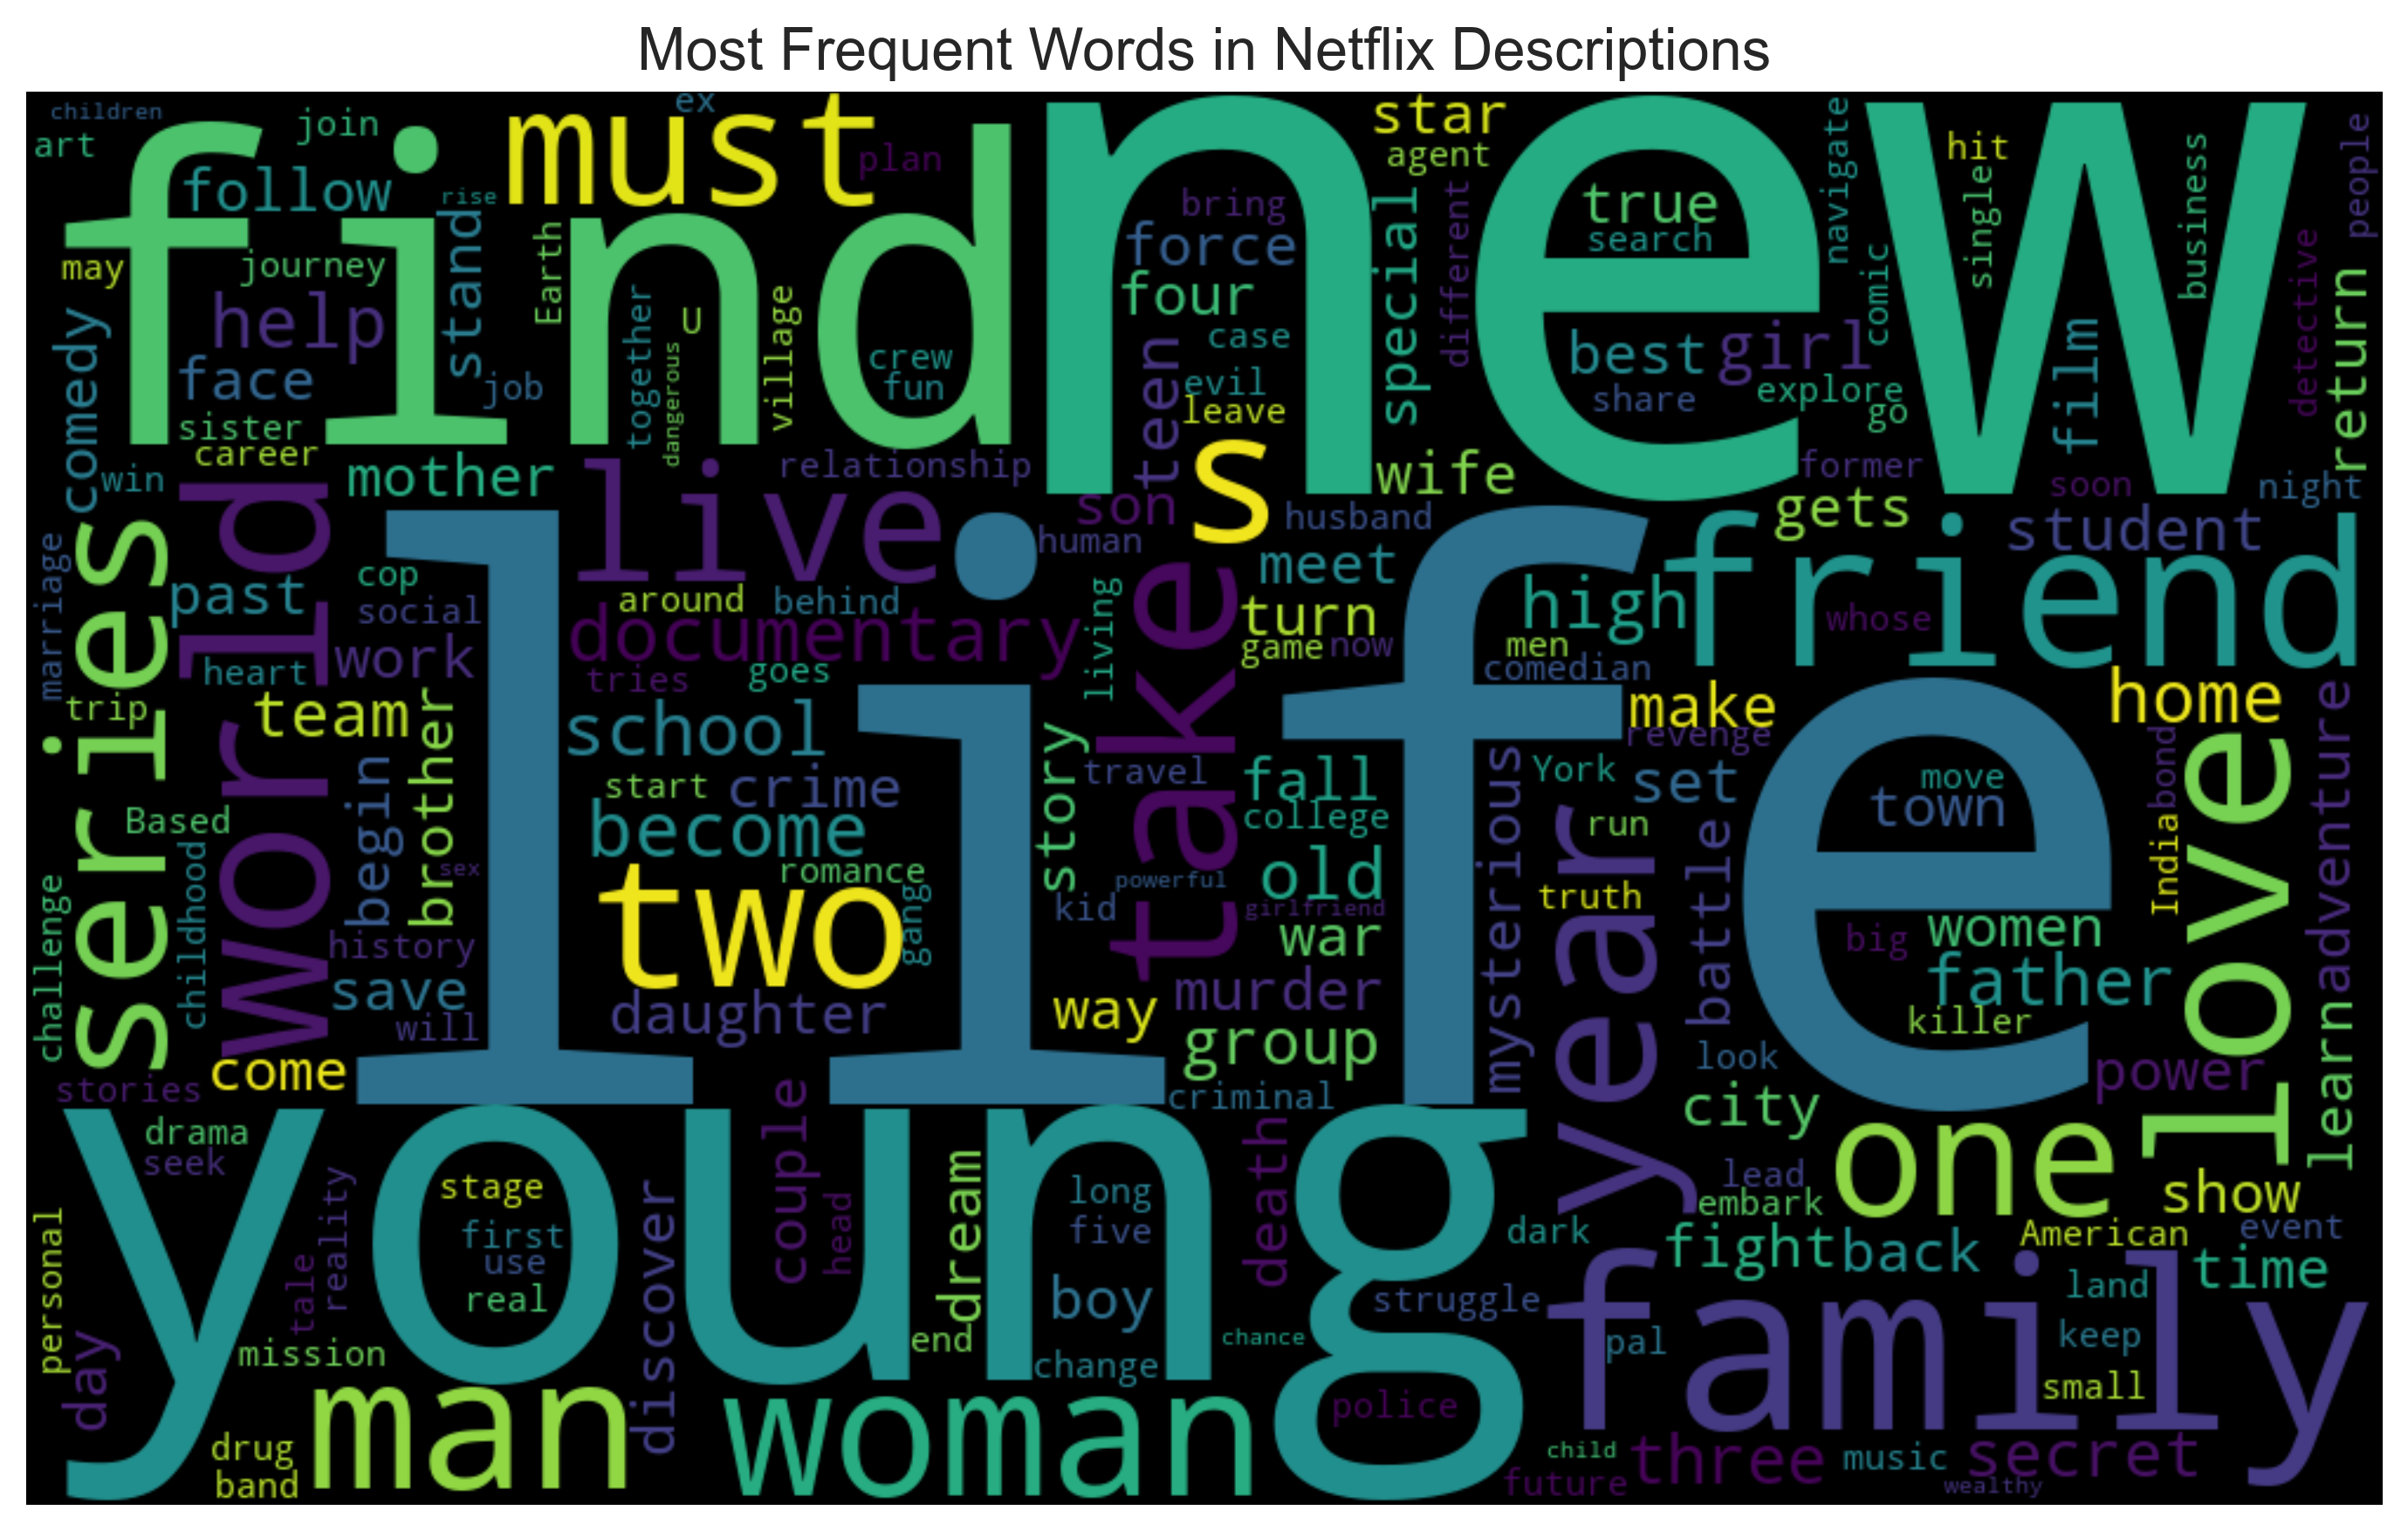 Most Frequent Words in Netflix Descriptions
children
art
join
ex
must
plan
star
agent
hit
navigate
people
find
new
follow
rise
bring
special
different
true
search
single
business
may
journey
stand
Earth
force
four
comic
detective
return
comedy
help
face
job
together
U
dangerous
village
crew
fun
teen
case
evil
leave
best
girl
share
explore
go
film
sister
career
win
mother
live
relationship
son
s
wife
former
soon
night
gets
student
husband
human
series
world
marriage
past
cop
social
heart
work
life
around
behind
documentary
tries
goes
living
take
meet
turn
game
now
high
men
comedian
friend
whose
trip
team
brother
school
start
crime
become
story
travel
fall
college
make
revenge
York
set
home
move
town
bond
India
love
adventure
Based
begin
sex
two
romance
gang
powerful
kid
girlfriend
old
war
mysterious
run
truth
year
battle
big
women
father
killer
challenge
childhood
history
save
will
daughter
way
murder
group
look
power
learn
stories
come
criminal
city
drama
seek
young
couple
death
lead
embark
one
show
stage
first
use
real
discover
head
dream
long
five
boy
dark
fight
back
American
event
time
personal
tale
reality
mission
day
end
change
chance
struggle
pal
family
land
keep
small
man
woman
police
drug
band
child
future
three
music
secret
wealthy